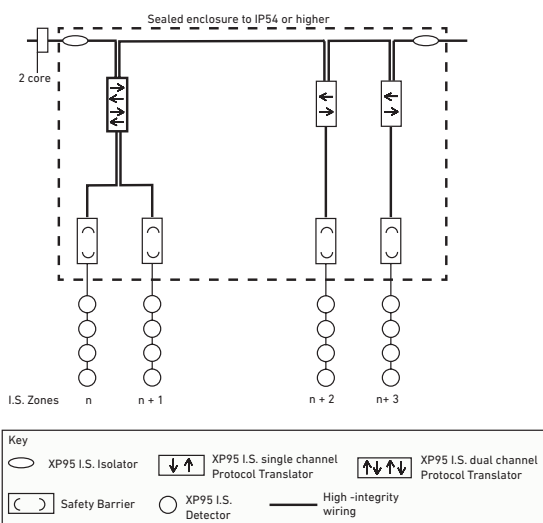 Sealed enclosure to IP54 or higher
2 core
I.S. Zones n n + 1 n + 2 n+ 3
Key
XP95 I.S. Isolator
XP95 I.S. single channel
Protocol Translator
XP95 I.S. dual channel
Protocol Translator
Safety Barrier
XP95 I.S.
Detector
High -integrity
wiring